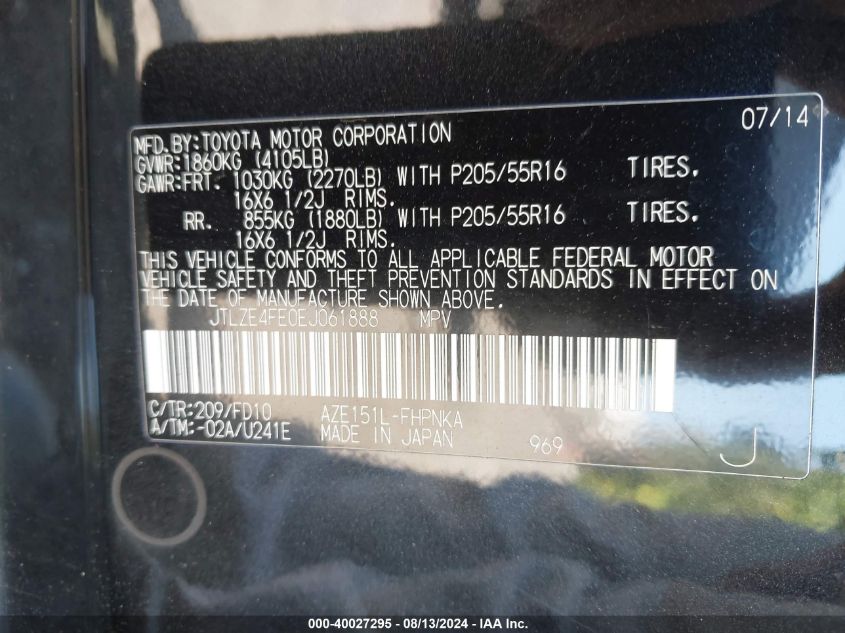 07/14
MFD.BY:TOYOTA MOTOR CORPORATION
GVWR:1860KG (4105LB)
GAWR:FRT. 1030KG (2270LB) WITH P205/55R16 TIRES.
16X6 1/2J RIMS.
RR. 855KG (1880LB) WITH P205/55R16 TIRES.
16X6 1/2J RIMS.
THIS VEHICLE CONFORMS TO ALL APPLICABLE FEDERAL MOTOR
VEHICLE SAFETY AND THEFT PREVENTION STANDARDS IN EFFECT ON
THE DATE OF MANUFACTURE SHOWN ABOVE.
JTLZE4FE0EJ061888 MPV
C/TR:209/FD10 AZE151L-FHPNKA
A/TM:-02A/U241E MADE IN JAPAN 969 J
000-40027295 - 08/13/2024 - IAA Inc.